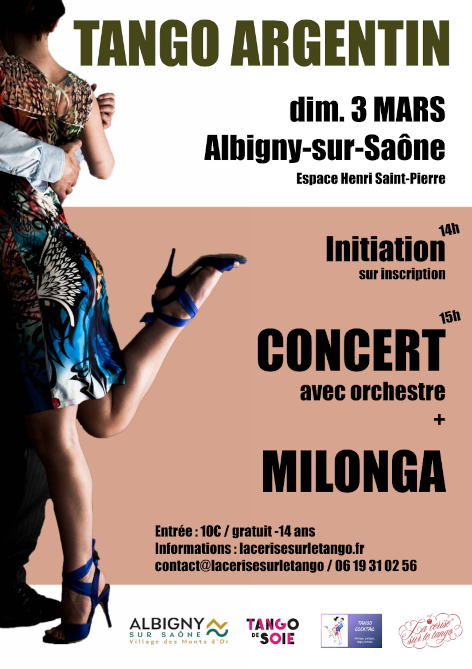 TANGO ARGENTIN
dim. 3 MARS
Albigny-sur-Saône
Espace Henri Saint-Pierre
14h
Initiation
sur inscription
15h
CONCERT
avec orchestre
+
MILONGA
Entrée : 10€ / gratuit -14 ans
Informations : lacerisesurletango.fr
contact@lacerisesurletango / 06 19 31 02 56
ALBIGNY
SUR SAÔNE
Village des Monts d'Or
TANGO
DE SOIE
TANGO
COCKTAIL
La cerise
sur le tango